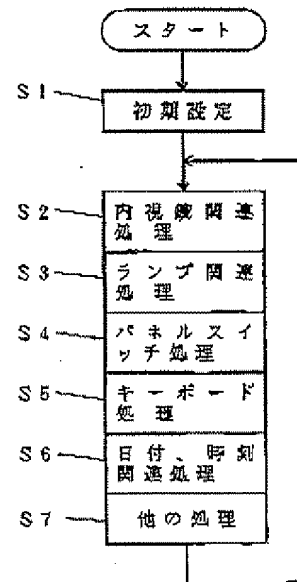 スタート
S1
初期設定
S2
内視鏡関連
処理
S3
ランプ関連
処理
S4
パネルスイ
ッチ処理
S5
キーボード
処理
S6
日付、時刻
関連処理
S7
他の処理